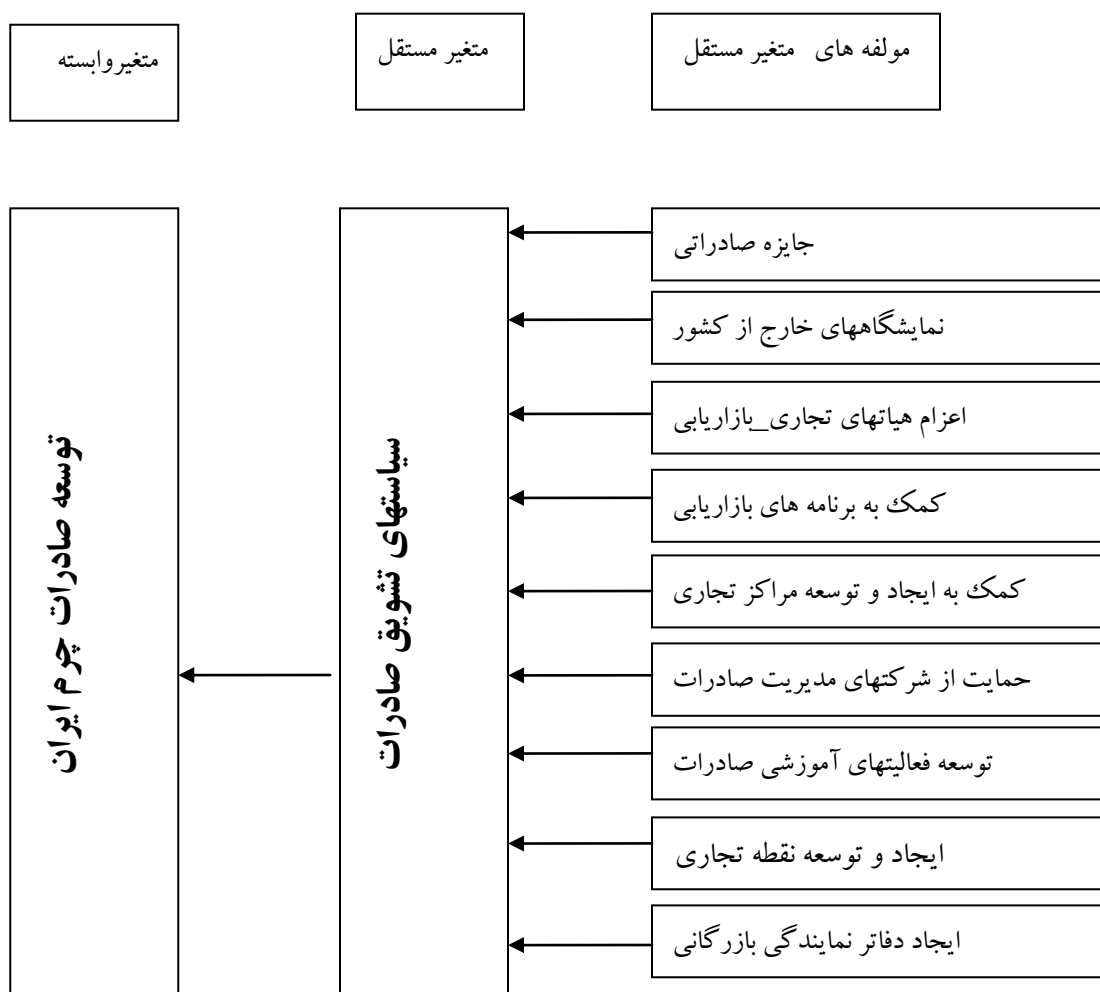 مولفه های متغیر مستقل
متغیر مستقل
متغیروابسته
جایزه صادراتی
نمایشگاههای خارج از کشور
اعزام هیاتهای تجاری_بازاریابی
کمک به برنامه های بازاریابی
کمک به ایجاد و توسعه مراکز تجاری
حمایت از شرکتهای مدیریت صادرات
توسعه فعالیتهای آموزشی صادرات
ایجاد و توسعه نقطه تجاری
ایجاد دفاتر نمایندگی بازرگانی
سیاستهای تشویق صادرات
توسعه صادرات چرم ایران